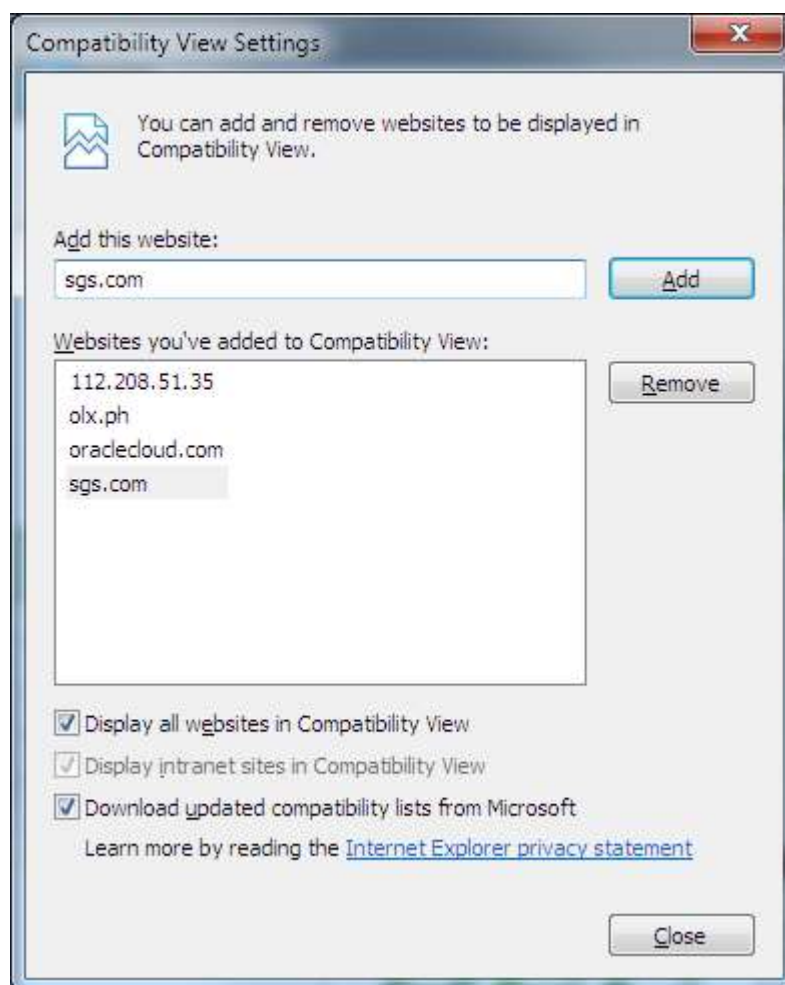 Compatibility View Settings
You can add and remove websites to be displayed in
Compatibility View.
Add this website:
sgs.com
Add
Websites you've added to Compatibility View:
112.208.51.35
Remove
olx.ph
oraclecloud.com
sgs.com
Display all websites in Compatibility View
Display intranet sites in Compatibility View
Download updated compatibility lists from Microsoft
Learn more by reading the Internet Explorer privacy statement
Close